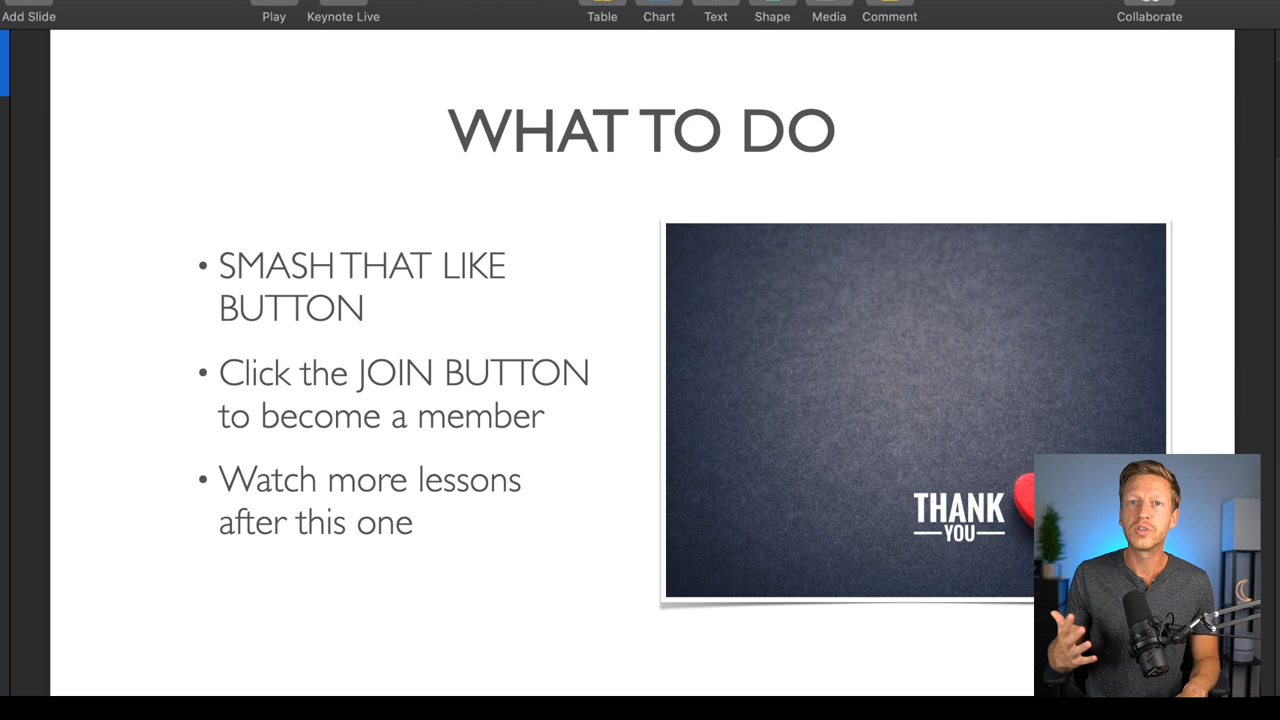 Add Slide
Play
Keynote Live
Table
Chart
Text
Shape
Media
Comment
Collaborate
WHAT TO DO
• SMASH THAT LIKE
BUTTON
• Click the JOIN BUTTON
to become a member
• Watch more lessons
after this one
THANK
YOU